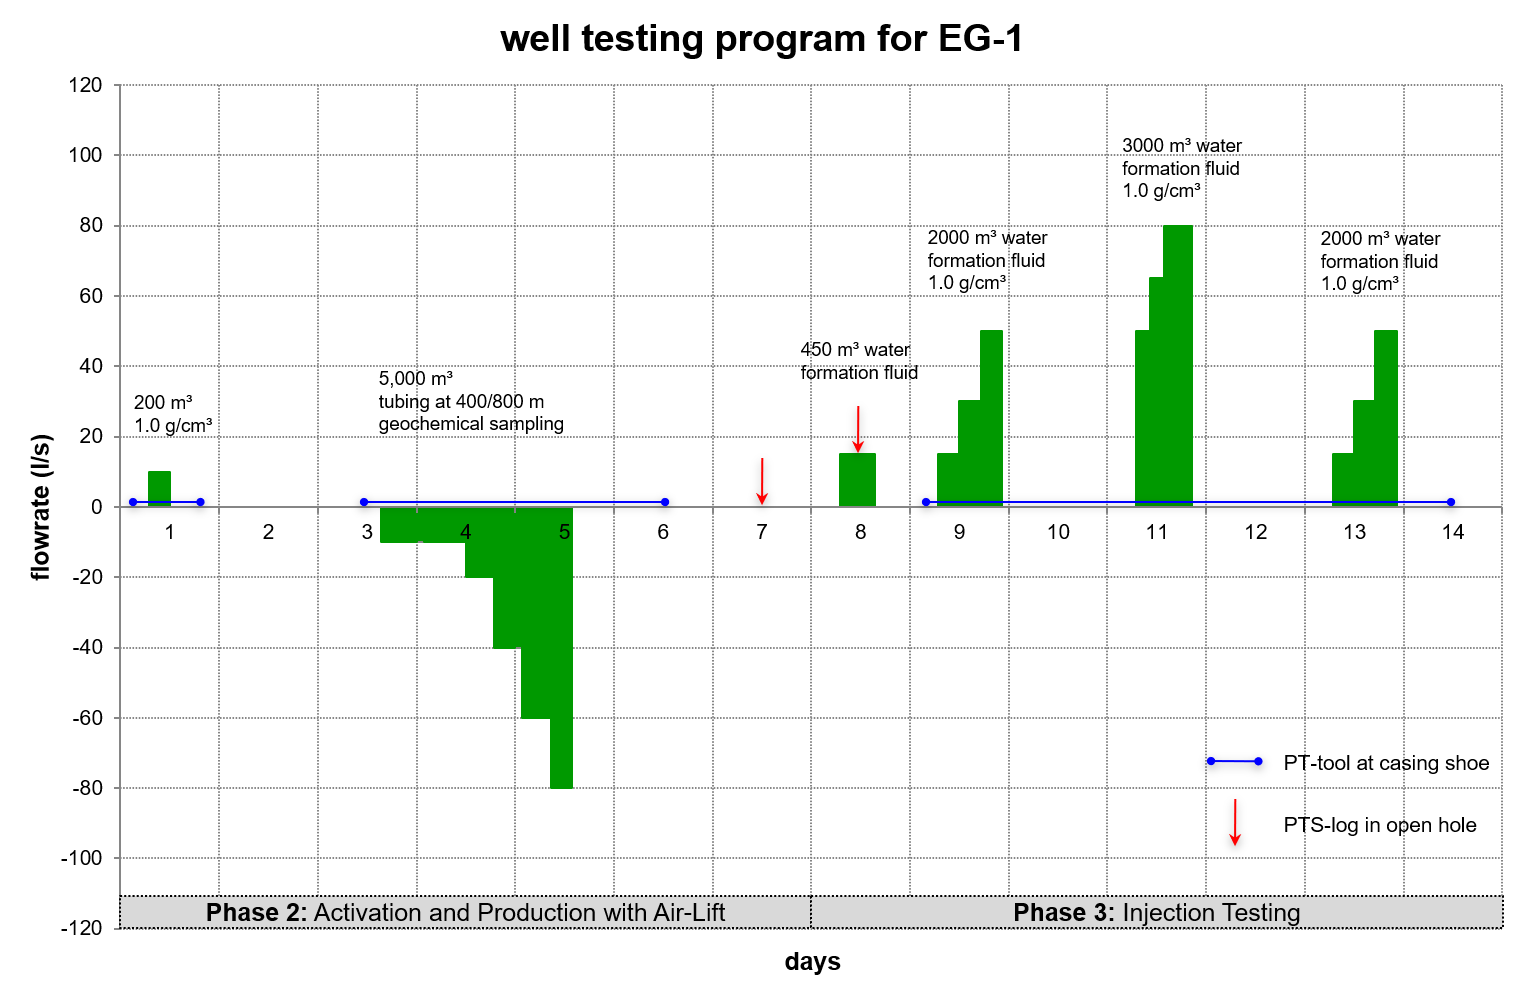 well testing program for EG-1
120
100
80
60
40
20
0
-20
-40
-60
-80
-100
-120
flowrate (l/s)
200 m³
1.0 g/cm³
5,000 m³
tubing at 400/800 m
geochemical sampling
450 m³ water
formation fluid
2000 m³ water
formation fluid
1.0 g/cm³
3000 m³ water
formation fluid
1.0 g/cm³
2000 m³ water
formation fluid
1.0 g/cm³
1 2 3 4 5 6 7 8 9 10 11 12 13 14
PT-tool at casing shoe
PTS-log in open hole
Phase 2: Activation and Production with Air-Lift
Phase 3: Injection Testing
days